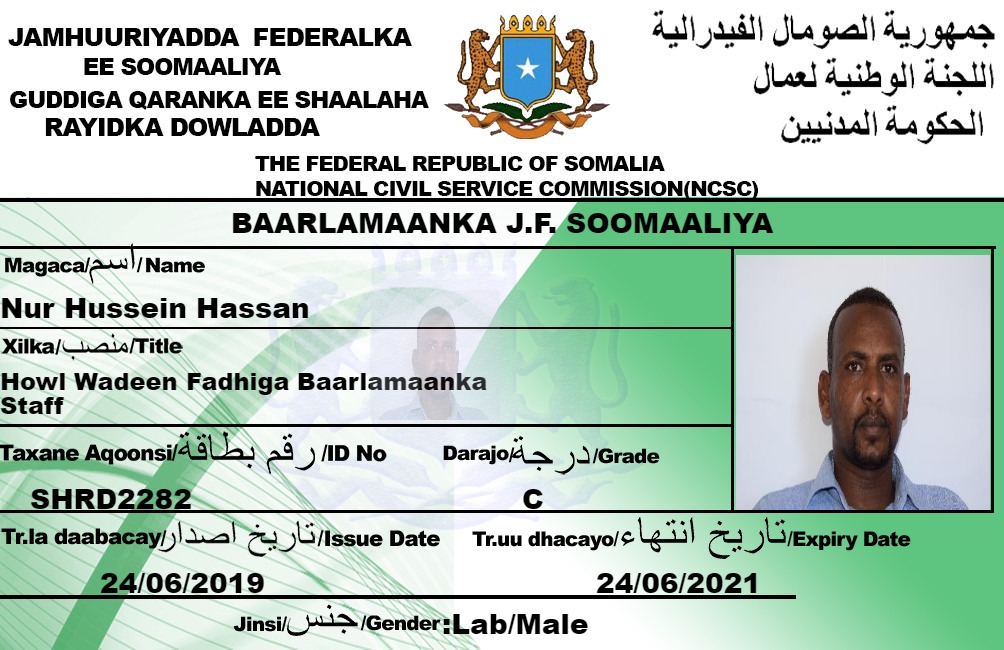 JAMHUURIYADDA FEDERALKA
EE SOOMAALIYA
GUDDIGA QARANKA EE SHAALAHA
RAYIDKA DOWLADDA
جمهورية الصومال الفيدرالية
اللجنة الوطنية لعمال
الحكومة المدنيين
THE FEDERAL REPUBLIC OF SOMALIA
NATIONAL CIVIL SERVICE COMMISSION(NCSC)
BAARLAMAANKA J.F. SOOMAALIYA
Magaca/اسم/Name
Nur Hussein Hassan
Xilka/منصب/Title
Howl Wadeen Fadhiga Baarlamaanka
Staff
Taxane Aqoonsi/رقم بطاقة/ID No
Darajo/درجة/Grade
SHRD2282
C
Tr.la daabacay/تاريخ اصدار/Issue Date
Tr.uu dhacayo/تاريخ انتهاء/Expiry Date
24/06/2019
24/06/2021
Jinsi/جنس/Gender:Lab/Male